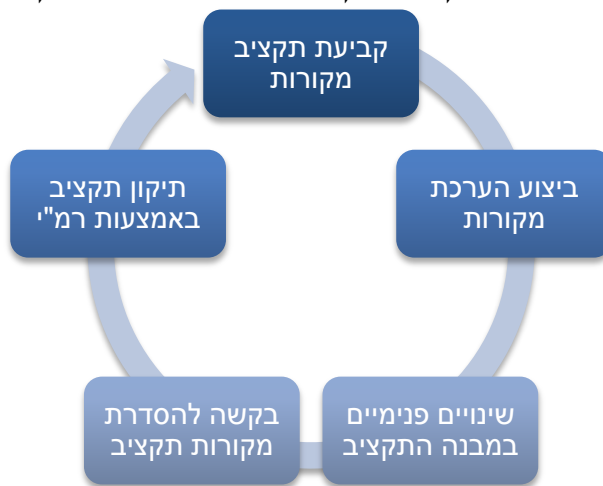 קביעת תקציב
מקורות
ביצוע הערכת
מקורות
שינויים פנימיים
במבנה התקציב
בקשה להסדרת
מקורות תקציב
תיקון תקציב
באמצעות רמ"י